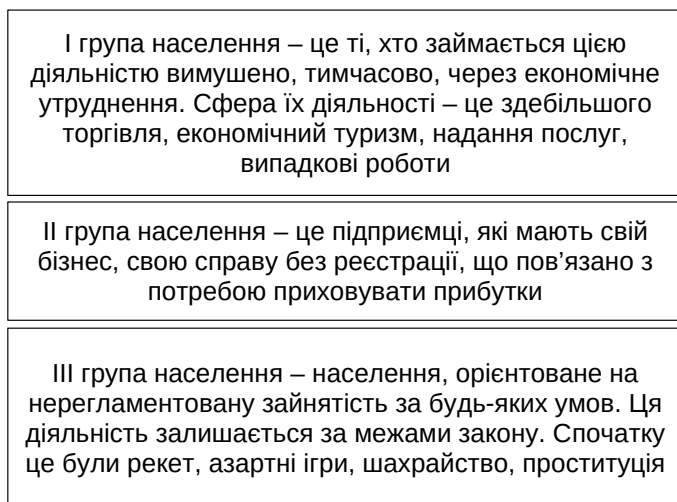 І група населення – це ті, хто займається цією
діяльністю вимушено, тимчасово, через економічне
утруднення. Сфера їх діяльності – це здебільшого
торгівля, економічний туризм, надання послуг,
випадкові роботи
ІІ група населення – це підприємці, які мають свій
бізнес, свою справу без реєстрації, що пов’язано з
потребою приховувати прибутки
ІІІ група населення – населення, орієнтоване на
нерегламентовану зайнятість за будь-яких умов. Ця
діяльність залишається за межами закону. Спочатку
це були рекет, азартні ігри, шахрайство, проституція